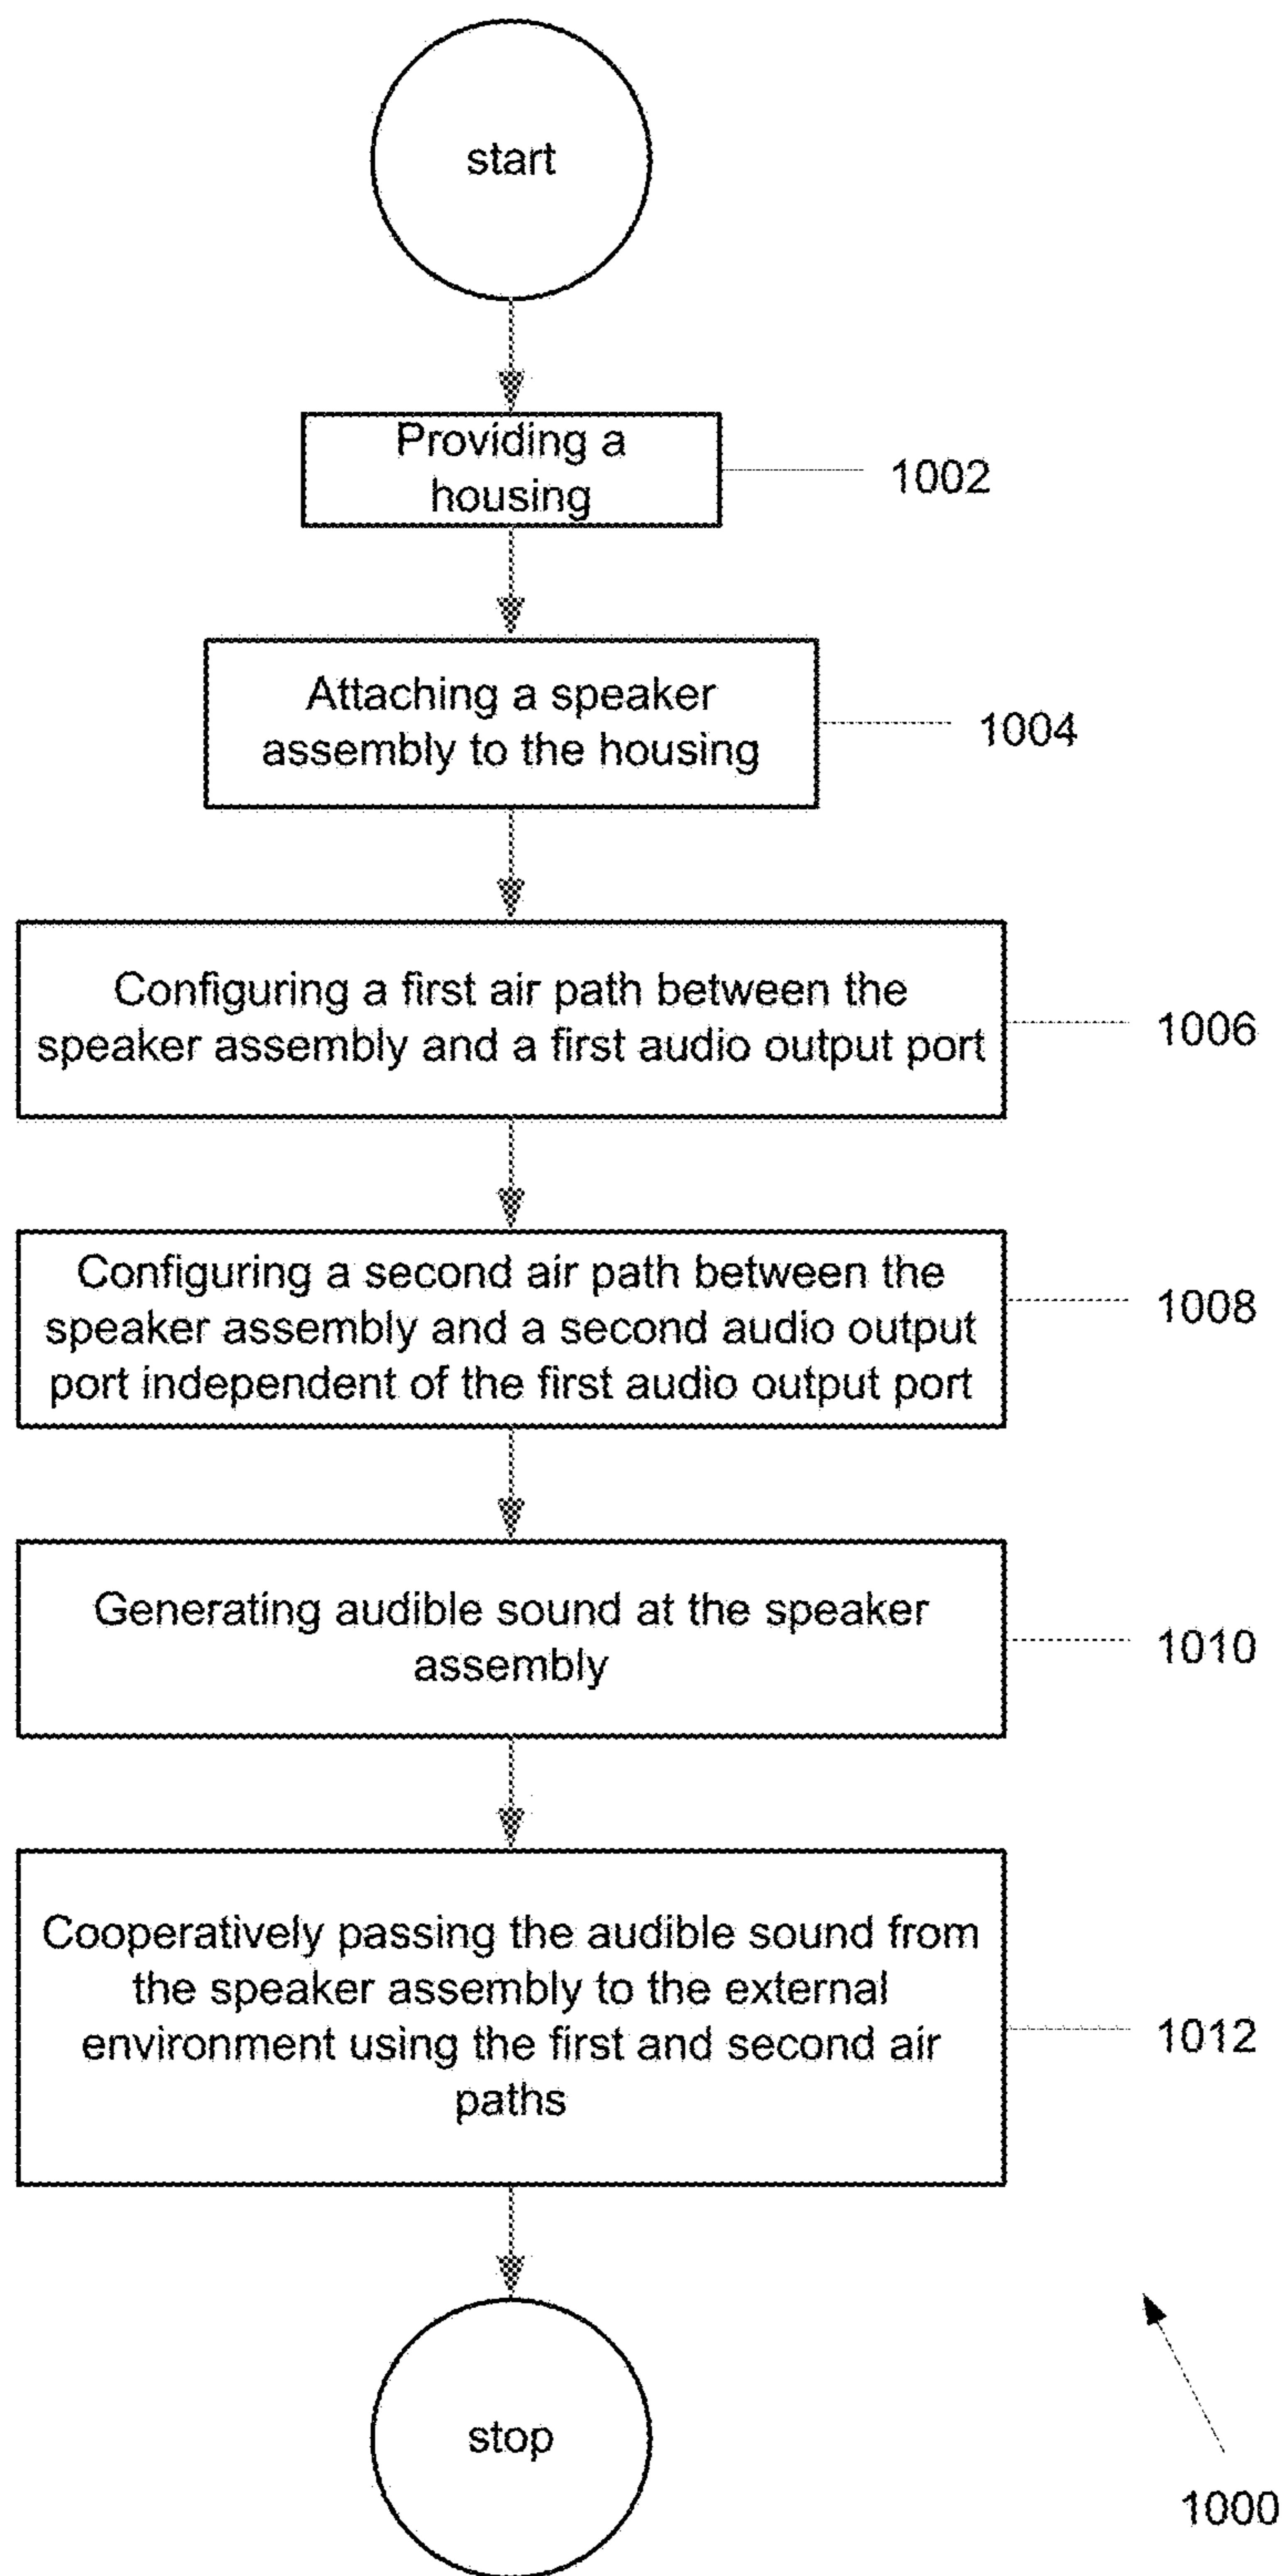 start
Providing a
housing
1002
Attaching a speaker
assembly to the housing
1004
Configuring a first air path between the
speaker assembly and a first audio output port
1006
Configuring a second air path between the
speaker assembly and a second audio output
port independent of the first audio output port
1008
Generating audible sound at the speaker
assembly
1010
Cooperatively passing the audible sound from
the speaker assembly to the external
environment using the first and second air
paths
1012
stop
1000